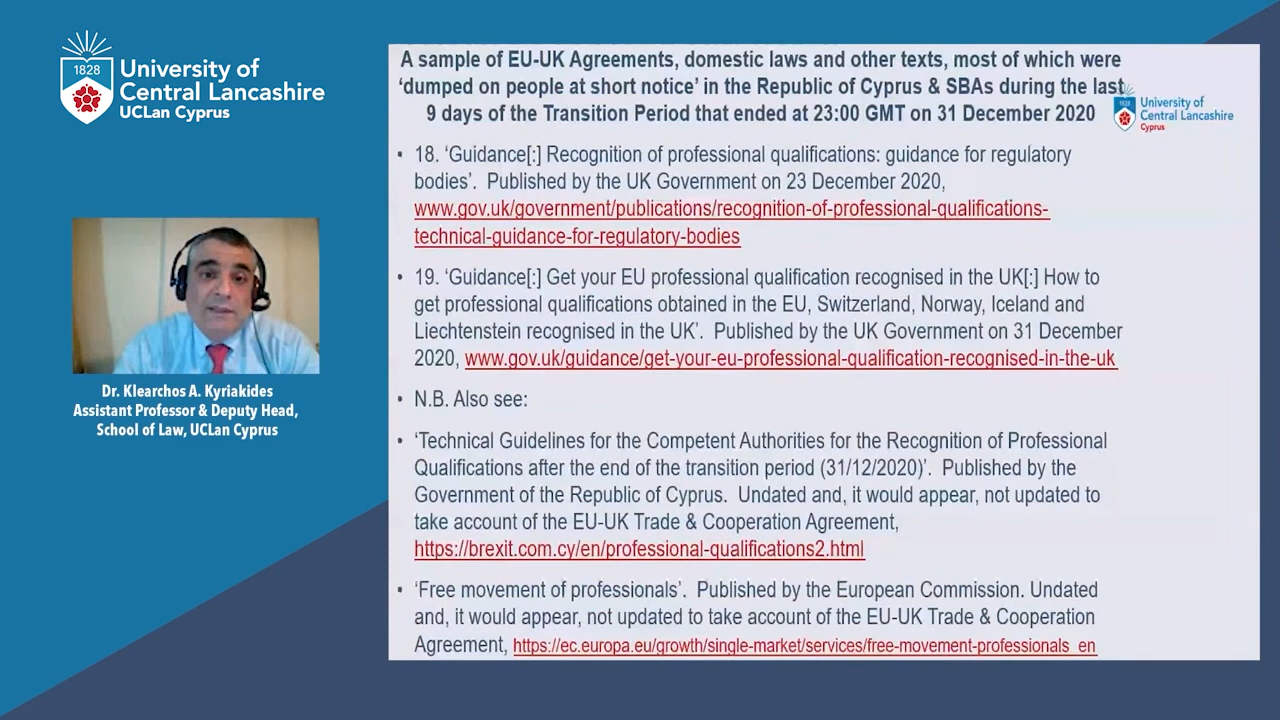 1828
University of
Central Lancashire
UCLan Cyprus
Dr. Klearchos A. Kyriakides
Assistant Professor & Deputy Head,
School of Law, UCLan Cyprus
A sample of EU-UK Agreements, domestic laws and other texts, most of which were
‘dumped on people at short notice’ in the Republic of Cyprus & SBAs during the last
9 days of the Transition Period that ended at 23:00 GMT on 31 December 2020
1828
University of
Central Lancashire
Cyprus
• 18. ‘Guidance[:] Recognition of professional qualifications: guidance for regulatory
bodies’. Published by the UK Government on 23 December 2020,
www.gov.uk/government/publications/recognition-of-professional-qualifications-
technical-guidance-for-regulatory-bodies
• 19. ‘Guidance[:] Get your EU professional qualification recognised in the UK[:] How to
get professional qualifications obtained in the EU, Switzerland, Norway, Iceland and
Liechtenstein recognised in the UK’. Published by the UK Government on 31 December
2020, www.gov.uk/guidance/get-your-eu-professional-qualification-recognised-in-the-uk
• N.B. Also see:
• ‘Technical Guidelines for the Competent Authorities for the Recognition of Professional
Qualifications after the end of the transition period (31/12/2020)’. Published by the
Government of the Republic of Cyprus. Undated and, it would appear, not updated to
take account of the EU-UK Trade & Cooperation Agreement,
https://brexit.com.cy/en/professional-qualifications2.html
• ‘Free movement of professionals’. Published by the European Commission. Undated
and, it would appear, not updated to take account of the EU-UK Trade & Cooperation
Agreement, https://ec.europa.eu/growth/single-market/services/free-movement-professionals_en